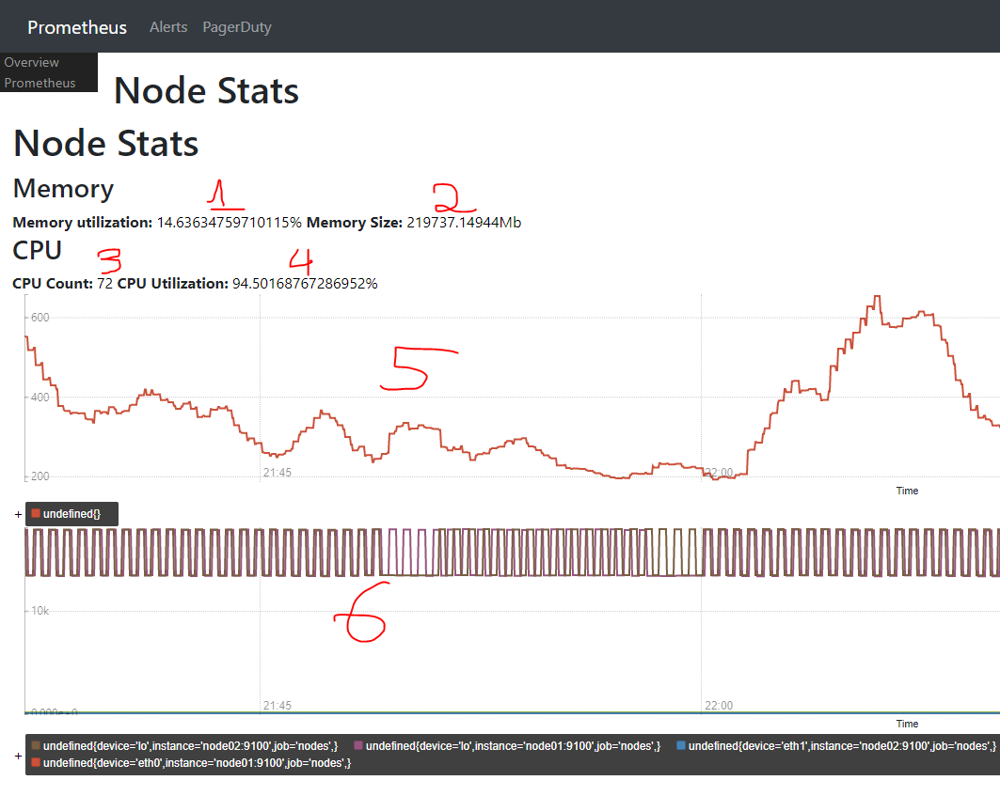 Prometheus Alerts PagerDuty
Overview
Prometheus
Node Stats
Node Stats
Memory
1 2
Memory utilization: 14.63634759710115% Memory Size: 219737.14944Mb
CPU
3 4
CPU Count: 72 CPU Utilization: 94.50168767286952%
600
5
400
200 21:45 22:00
Time
+ undefined{}
6
10k
0.000e+0 21:45 22:00
Time
undefined{device='lo',instance='node02:9100',job='nodes',} undefined{device='lo',instance='node01:9100',job='nodes',} undefined{device='eth1',instance='node02:9100',job='nodes',}
+ undefined{device='eth0',instance='node01:9100',job='nodes',}